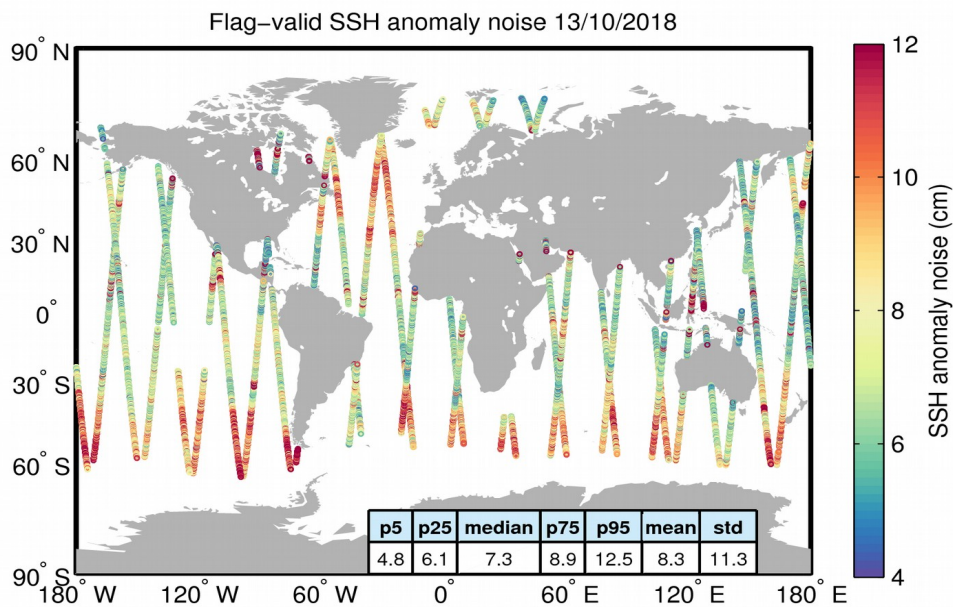 Flag−valid SSH anomaly noise 13/10/2018
90° N
60° N
30° N
0°
30° S
60° S
90° S
180° W 120° W 60° W 0° 60° E 120° E 180° E
p5 p25 median p75 p95 mean std
4.8 6.1 7.3 8.9 12.5 8.3 11.3
12
10
8
6
4
SSH anomaly noise (cm)